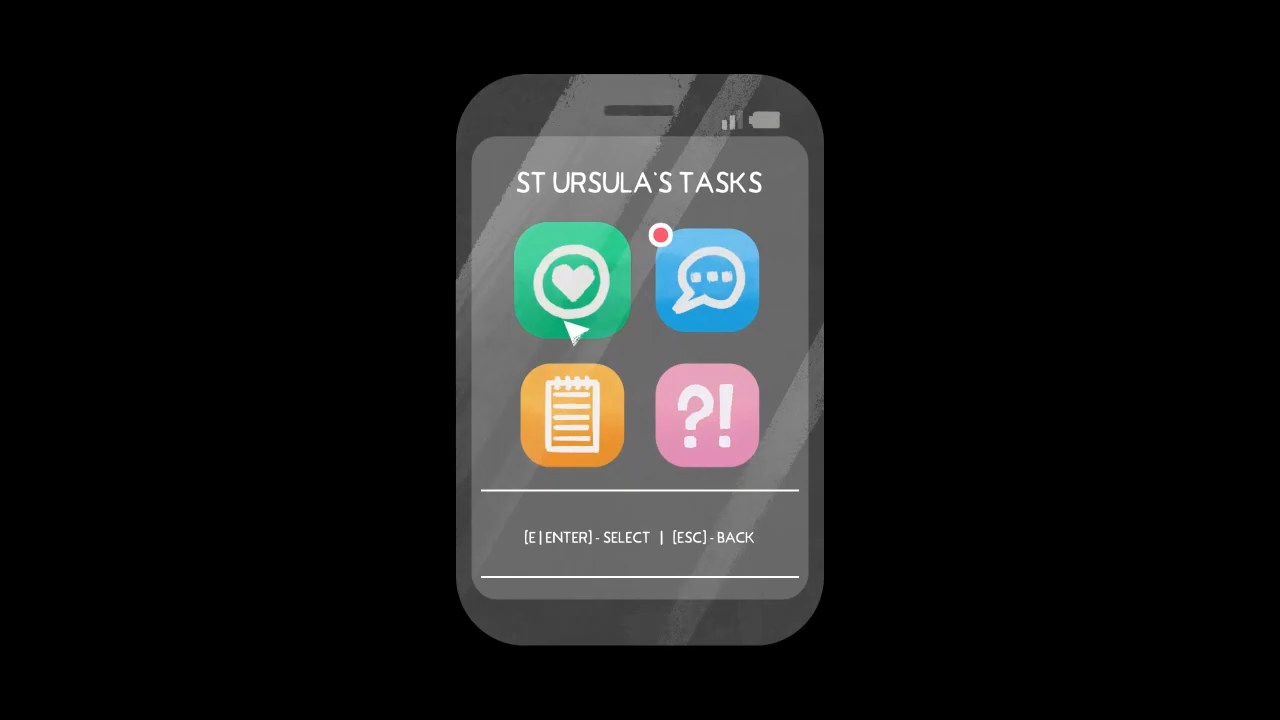 ST URSULA'S TASKS
?!
[E|ENTER] - SELECT | [ESC] - BACK